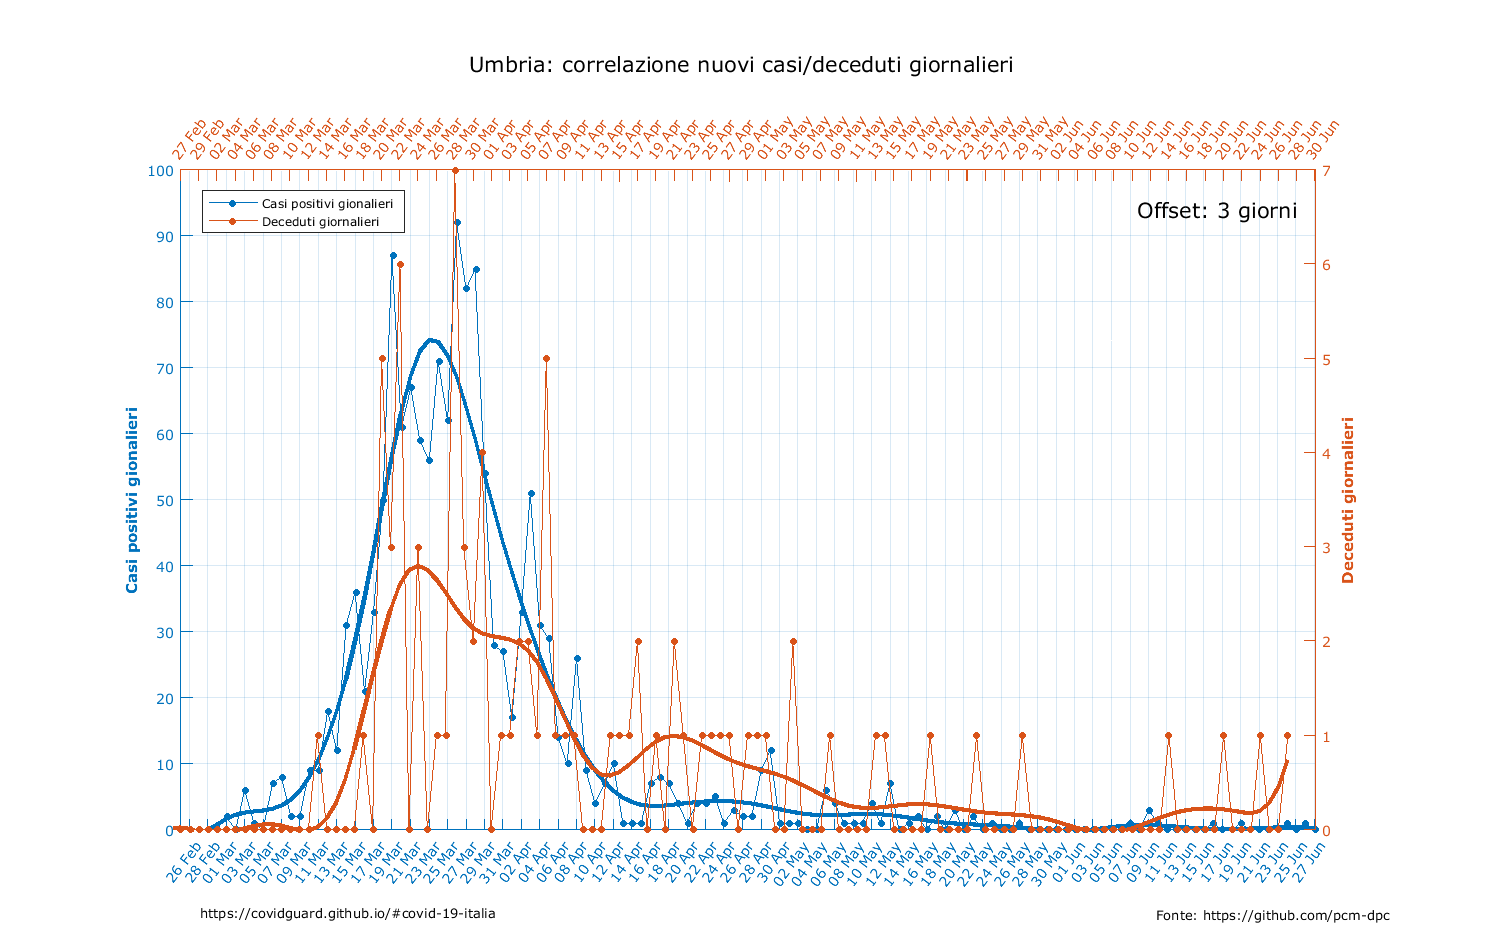 Umbria: correlazione nuovi casi/deceduti giornalieri
27 Feb 29 Feb 02 Mar 04 Mar 06 Mar 08 Mar 10 Mar 12 Mar 14 Mar 16 Mar 18 Mar 20 Mar 22 Mar 24 Mar 26 Mar 28 Mar 30 Mar 01 Apr 03 Apr 05 Apr 07 Apr 09 Apr 11 Apr 13 Apr 15 Apr 17 Apr 19 Apr 21 Apr 23 Apr 25 Apr 27 Apr 29 Apr 01 May 03 May 05 May 07 May 09 May 11 May 13 May 15 May 17 May 19 May 21 May 23 May 25 May 27 May 29 May 31 May 02 Jun 04 Jun 06 Jun 08 Jun 10 Jun 12 Jun 14 Jun 16 Jun 18 Jun 20 Jun 22 Jun 24 Jun 26 Jun 28 Jun 30 Jun
100
90
80
70
60
50
40
30
20
10
0
Casi positivi gionalieri
Casi positivi gionalieri
Deceduti giornalieri
Offset: 3 giorni
7
6
5
4
3
2
1
0
Deceduti giornalieri
26 Feb 28 Feb 01 Mar 03 Mar 05 Mar 07 Mar 09 Mar 11 Mar 13 Mar 15 Mar 17 Mar 19 Mar 21 Mar 23 Mar 25 Mar 27 Mar 29 Mar 31 Mar 02 Apr 04 Apr 06 Apr 08 Apr 10 Apr 12 Apr 14 Apr 16 Apr 18 Apr 20 Apr 22 Apr 24 Apr 26 Apr 28 Apr 30 Apr 02 May 04 May 06 May 08 May 10 May 12 May 14 May 16 May 18 May 20 May 22 May 24 May 26 May 28 May 30 May 01 Jun 03 Jun 05 Jun 07 Jun 09 Jun 11 Jun 13 Jun 15 Jun 17 Jun 19 Jun 21 Jun 23 Jun 25 Jun 27 Jun
https://covidguard.github.io/#covid-19-italia
Fonte: https://github.com/pcm-dpc